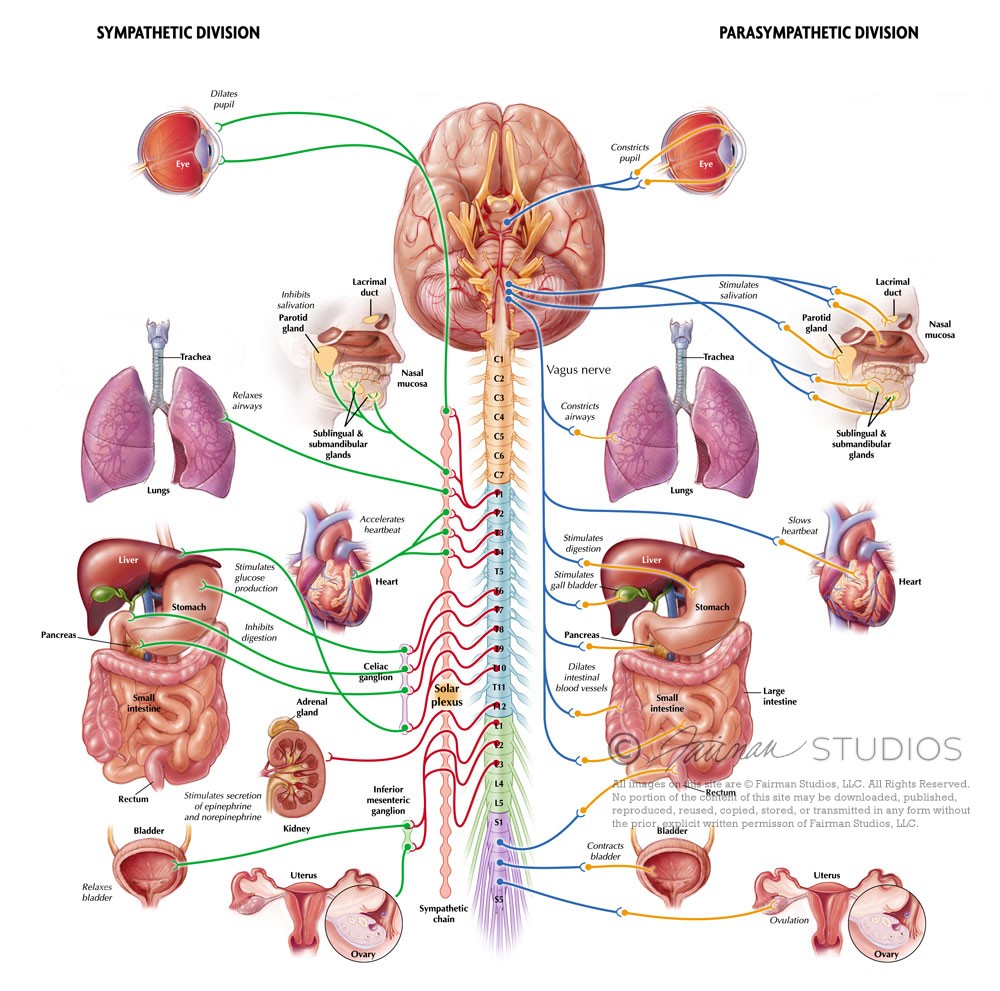 SYMPATHETIC DIVISION
PARASYMPATHETIC DIVISION
Dilates
pupil
Eye
Constricts
pupil
Eye
Inhibits
salivation
Lacrimal
duct
Parotid
gland
Nasal
mucosa
Sublingual &
submandibular
glands
Stimulates
salivation
Lacrimal
duct
Parotid
gland
Nasal
mucosa
Sublingual &
submandibular
glands
Trachea
Relaxes
airways
Lungs
Vagus nerve
Trachea
Constricts
airways
Lungs
C1
C2
C3
C4
C5
C6
C7
T1
T2
T3
T4
T5
T6
T7
T8
T9
T10
T11
T12
L1
L2
L3
L4
L5
S1
S5
Accelerates
heartbeat
Heart
Slows
heartbeat
Heart
Liver
Stimulates
glucose
production
Stomach
Inhibits
digestion
Pancreas
Small
intestine
Rectum
Celiac
ganglion
Solar
plexus
Adrenal
gland
Stimulates secretion
of epinephrine
and norepinephrine
Kidney
Inferior
mesenteric
ganglion
Bladder
Relaxes
bladder
Uterus
Ovary
Sympathetic
chain
Stimulates
digestion
Stimulates
gall bladder
Liver
Stomach
Pancreas
Dilates
intestinal
blood vessels
Small
intestine
Large
intestine
Rectum
© Fairman STUDIOS
All images on this site are © Fairman Studios, LLC. All Rights Reserved.
No portion of the content of this site may be downloaded, published,
reproduced, reused, copied, stored, or transmitted in any form without
the prior, explicit written permisson of Fairman Studios, LLC.
Bladder
Contracts
bladder
Uterus
Ovulation
Ovary